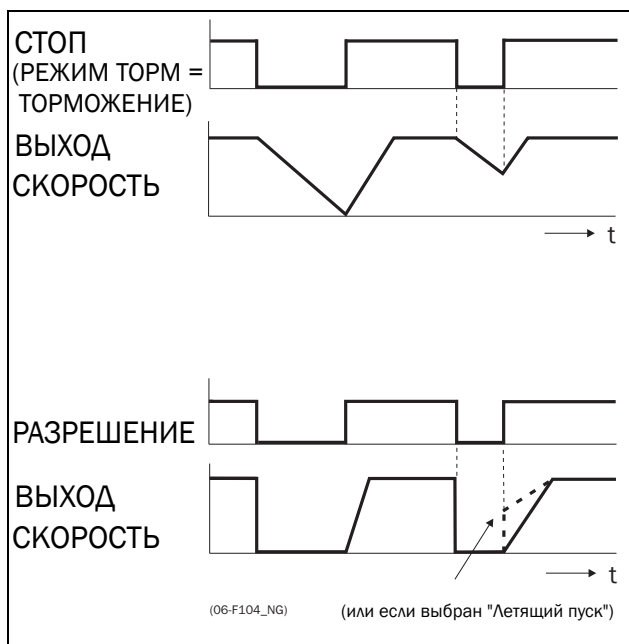 СТОП
(РЕЖИМ ТОРМ =
ТОРМОЖЕНИЕ)
ВЫХОД
СКОРОСТЬ
t
РАЗРЕШЕНИЕ
ВЫХОД
СКОРОСТЬ
t
(06-F104_NG)
(или если выбран "Летящий пуск")